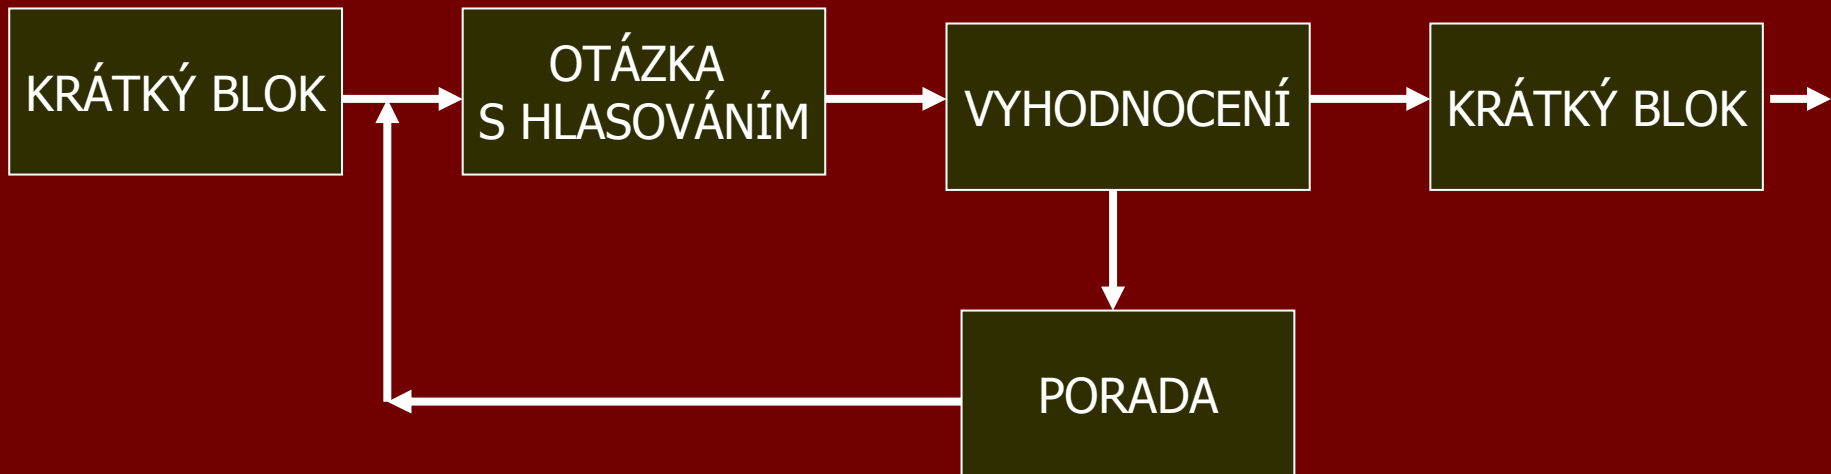 KRÁTKÝ BLOK
OTÁZKA
S HLASOVÁNÍM
VYHODNOCENÍ
KRÁTKÝ BLOK
PORADA